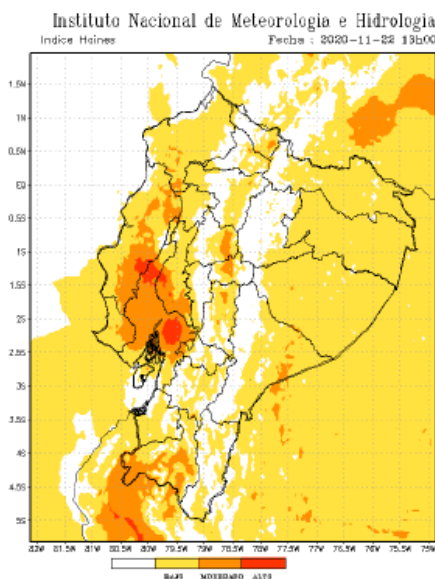 Instituto Nacional de Meteorologia e Hidrologia
Indice Haines Fecha : 2020-11-22 13h00
1.5N
1N
0.5N
0
0.5S
1S
1.5S
2S
2.5S
3S
3.5S
4S
4.5S
5S
82W 81.5W 81W 80.5W 80W 79.5W 79W 78.5W 78W 77.5W 77W 76.5W 76W 75.5W 75W
BAJO MODERADO ALTO